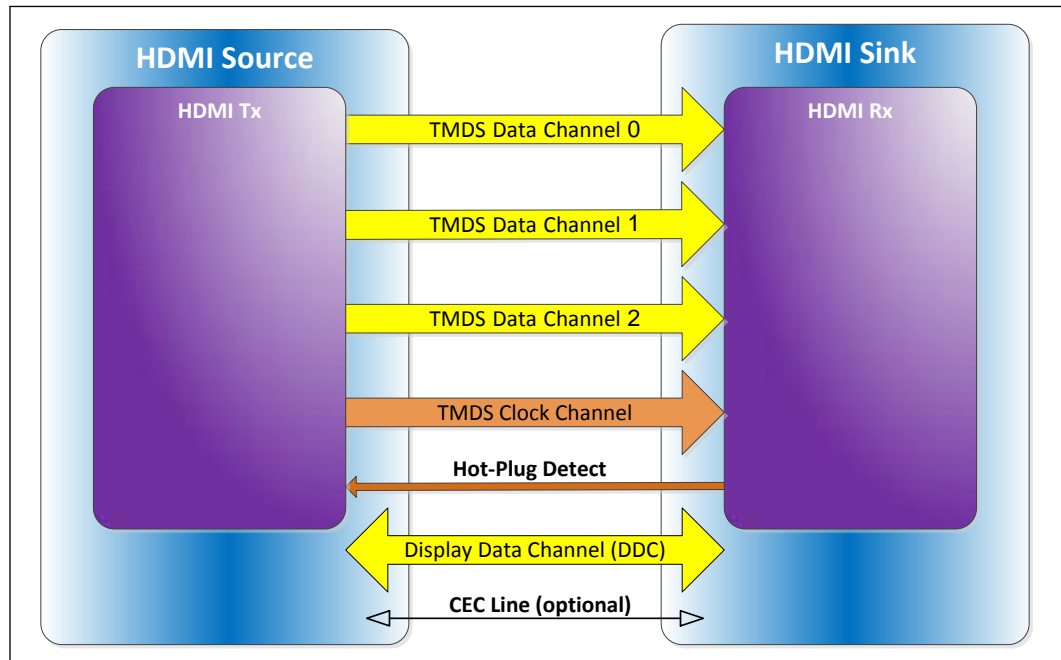 HDMI Source
HDMI Sink
HDMI Tx
HDMI Rx
TMDS Data Channel 0
TMDS Data Channel 1
TMDS Data Channel 2
TMDS Clock Channel
Hot-Plug Detect
Display Data Channel (DDC)
CEC Line (optional)